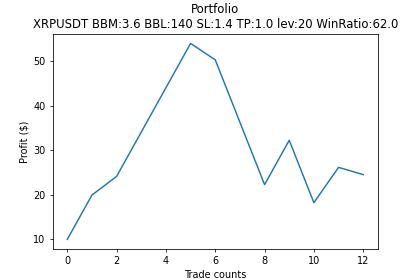 Portfolio
XRPUSDT BBM:3.6 BBL:140 SL:1.4 TP:1.0 lev:20 WinRatio:62.0
50
40
30
20
10
Profit ($)
0 2 4 6 8 10 12
Trade counts